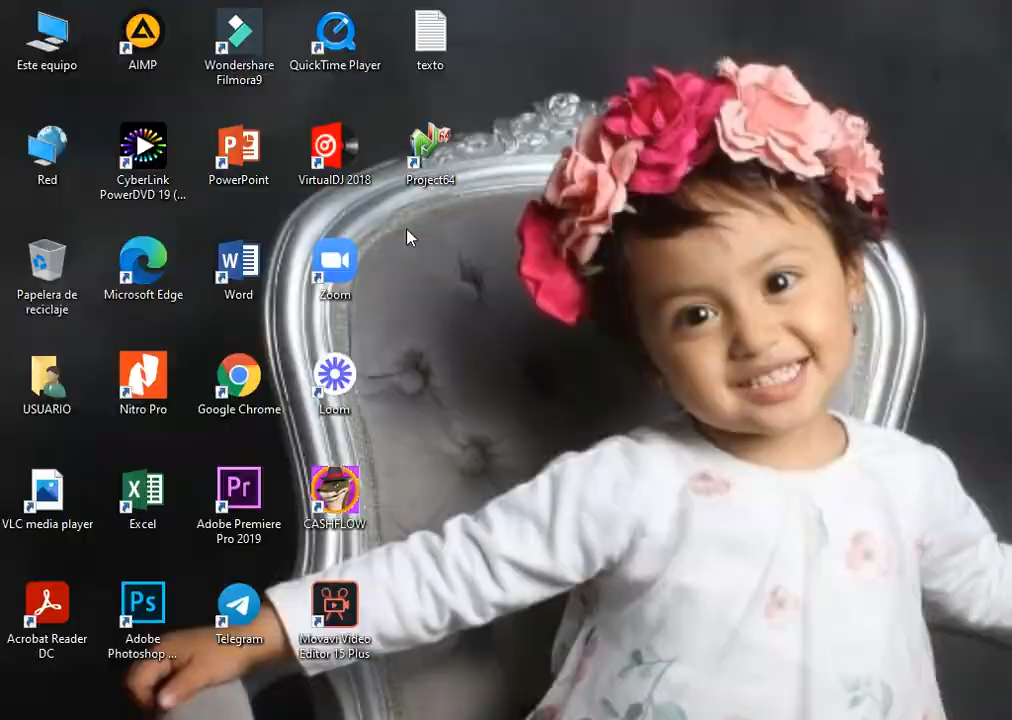 Este equipo
AIMP
Wondershare
Filmora9
QuickTime Player
texto
Red
CyberLink
PowerDVD 19 (...
PowerPoint
VirtualDJ 2018
Project64
Papelera de
reciclaje
Microsoft Edge
Word
Zoom
USUARIO
Nitro Pro
Google Chrome
Loom
VLC media player
Excel
Adobe Premiere
Pro 2019
CASHFLOW
Acrobat Reader
DC
Adobe
Photoshop ...
Telegram
Movavi Video
Editor 15 Plus